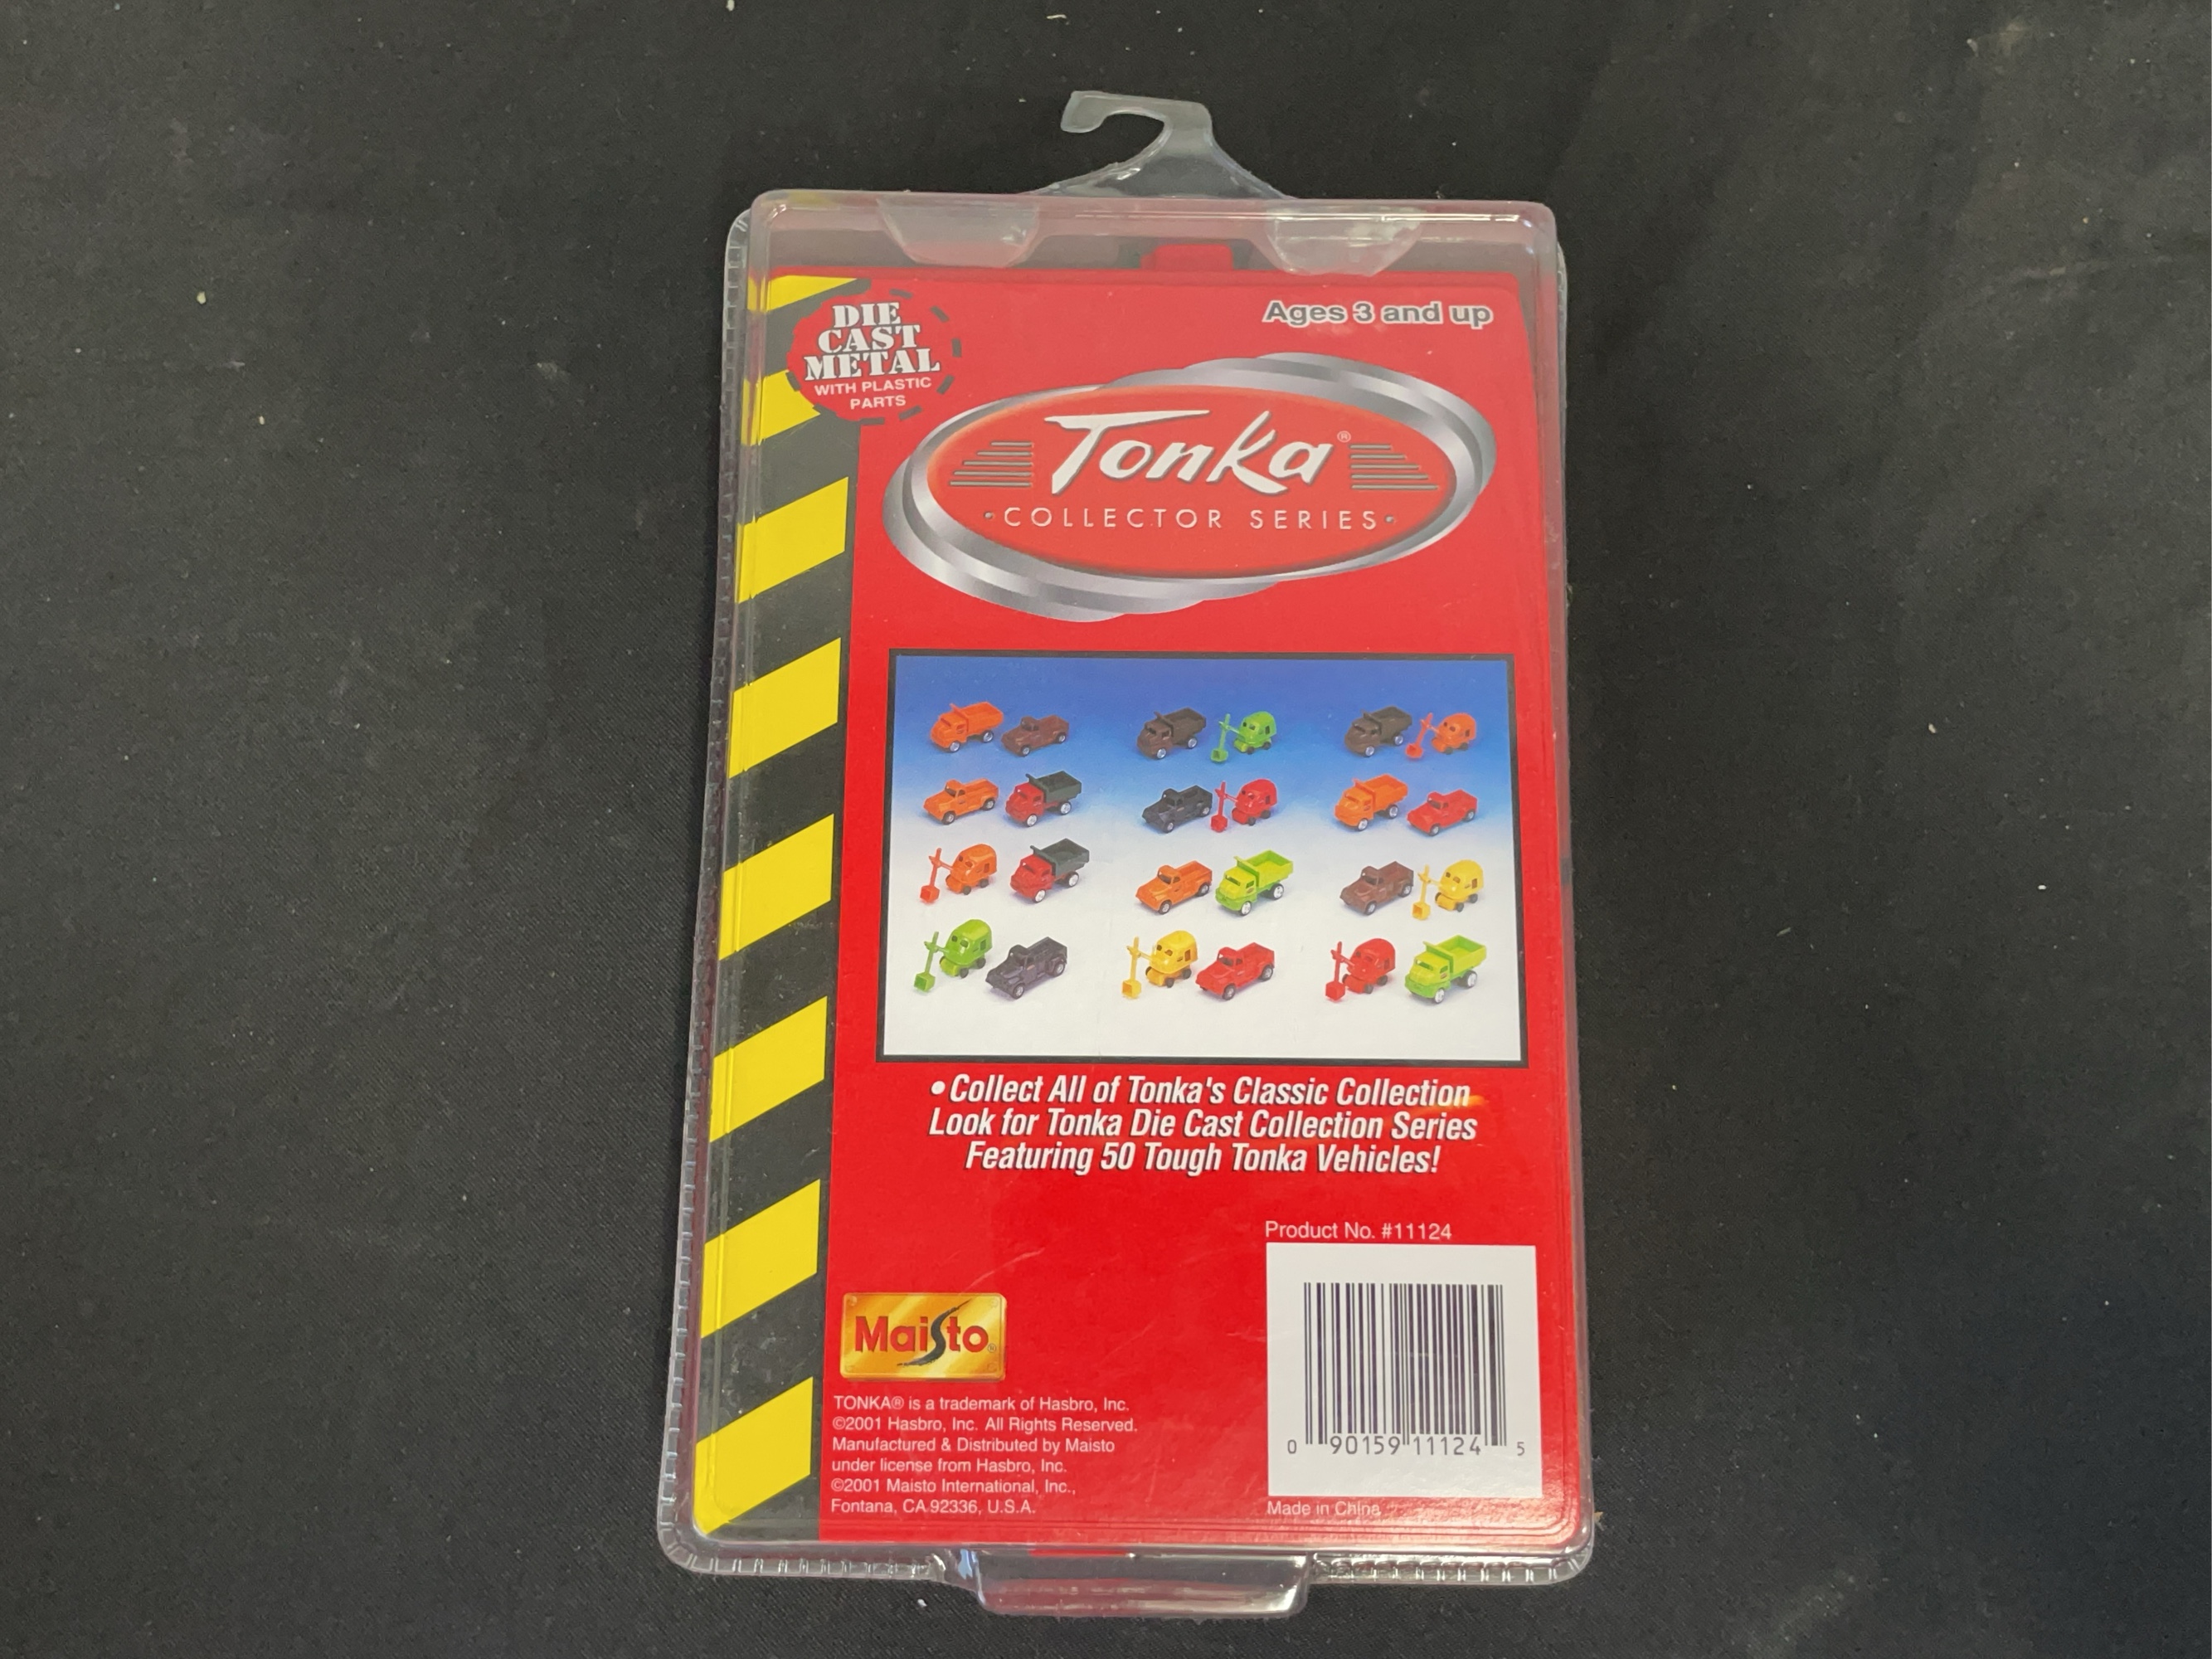 DIE
CAST
METAL
WITH PLASTIC
PARTS
Ages 3 and up
Tonka®
•COLLECTOR SERIES•
•Collect All of Tonka's Classic Collection
Look for Tonka Die Cast Collection Series
Featuring 50 Tough Tonka Vehicles!
Product No. #11124
Maisto®
TONKA® is a trademark of Hasbro, Inc.
©2001 Hasbro, Inc. All Rights Reserved.
Manufactured & Distributed by Maisto
under license from Hasbro, Inc.
©2001 Maisto International, Inc.,
Fontana, CA 92336, U.S.A.
0 90159 11124 5
Made in China